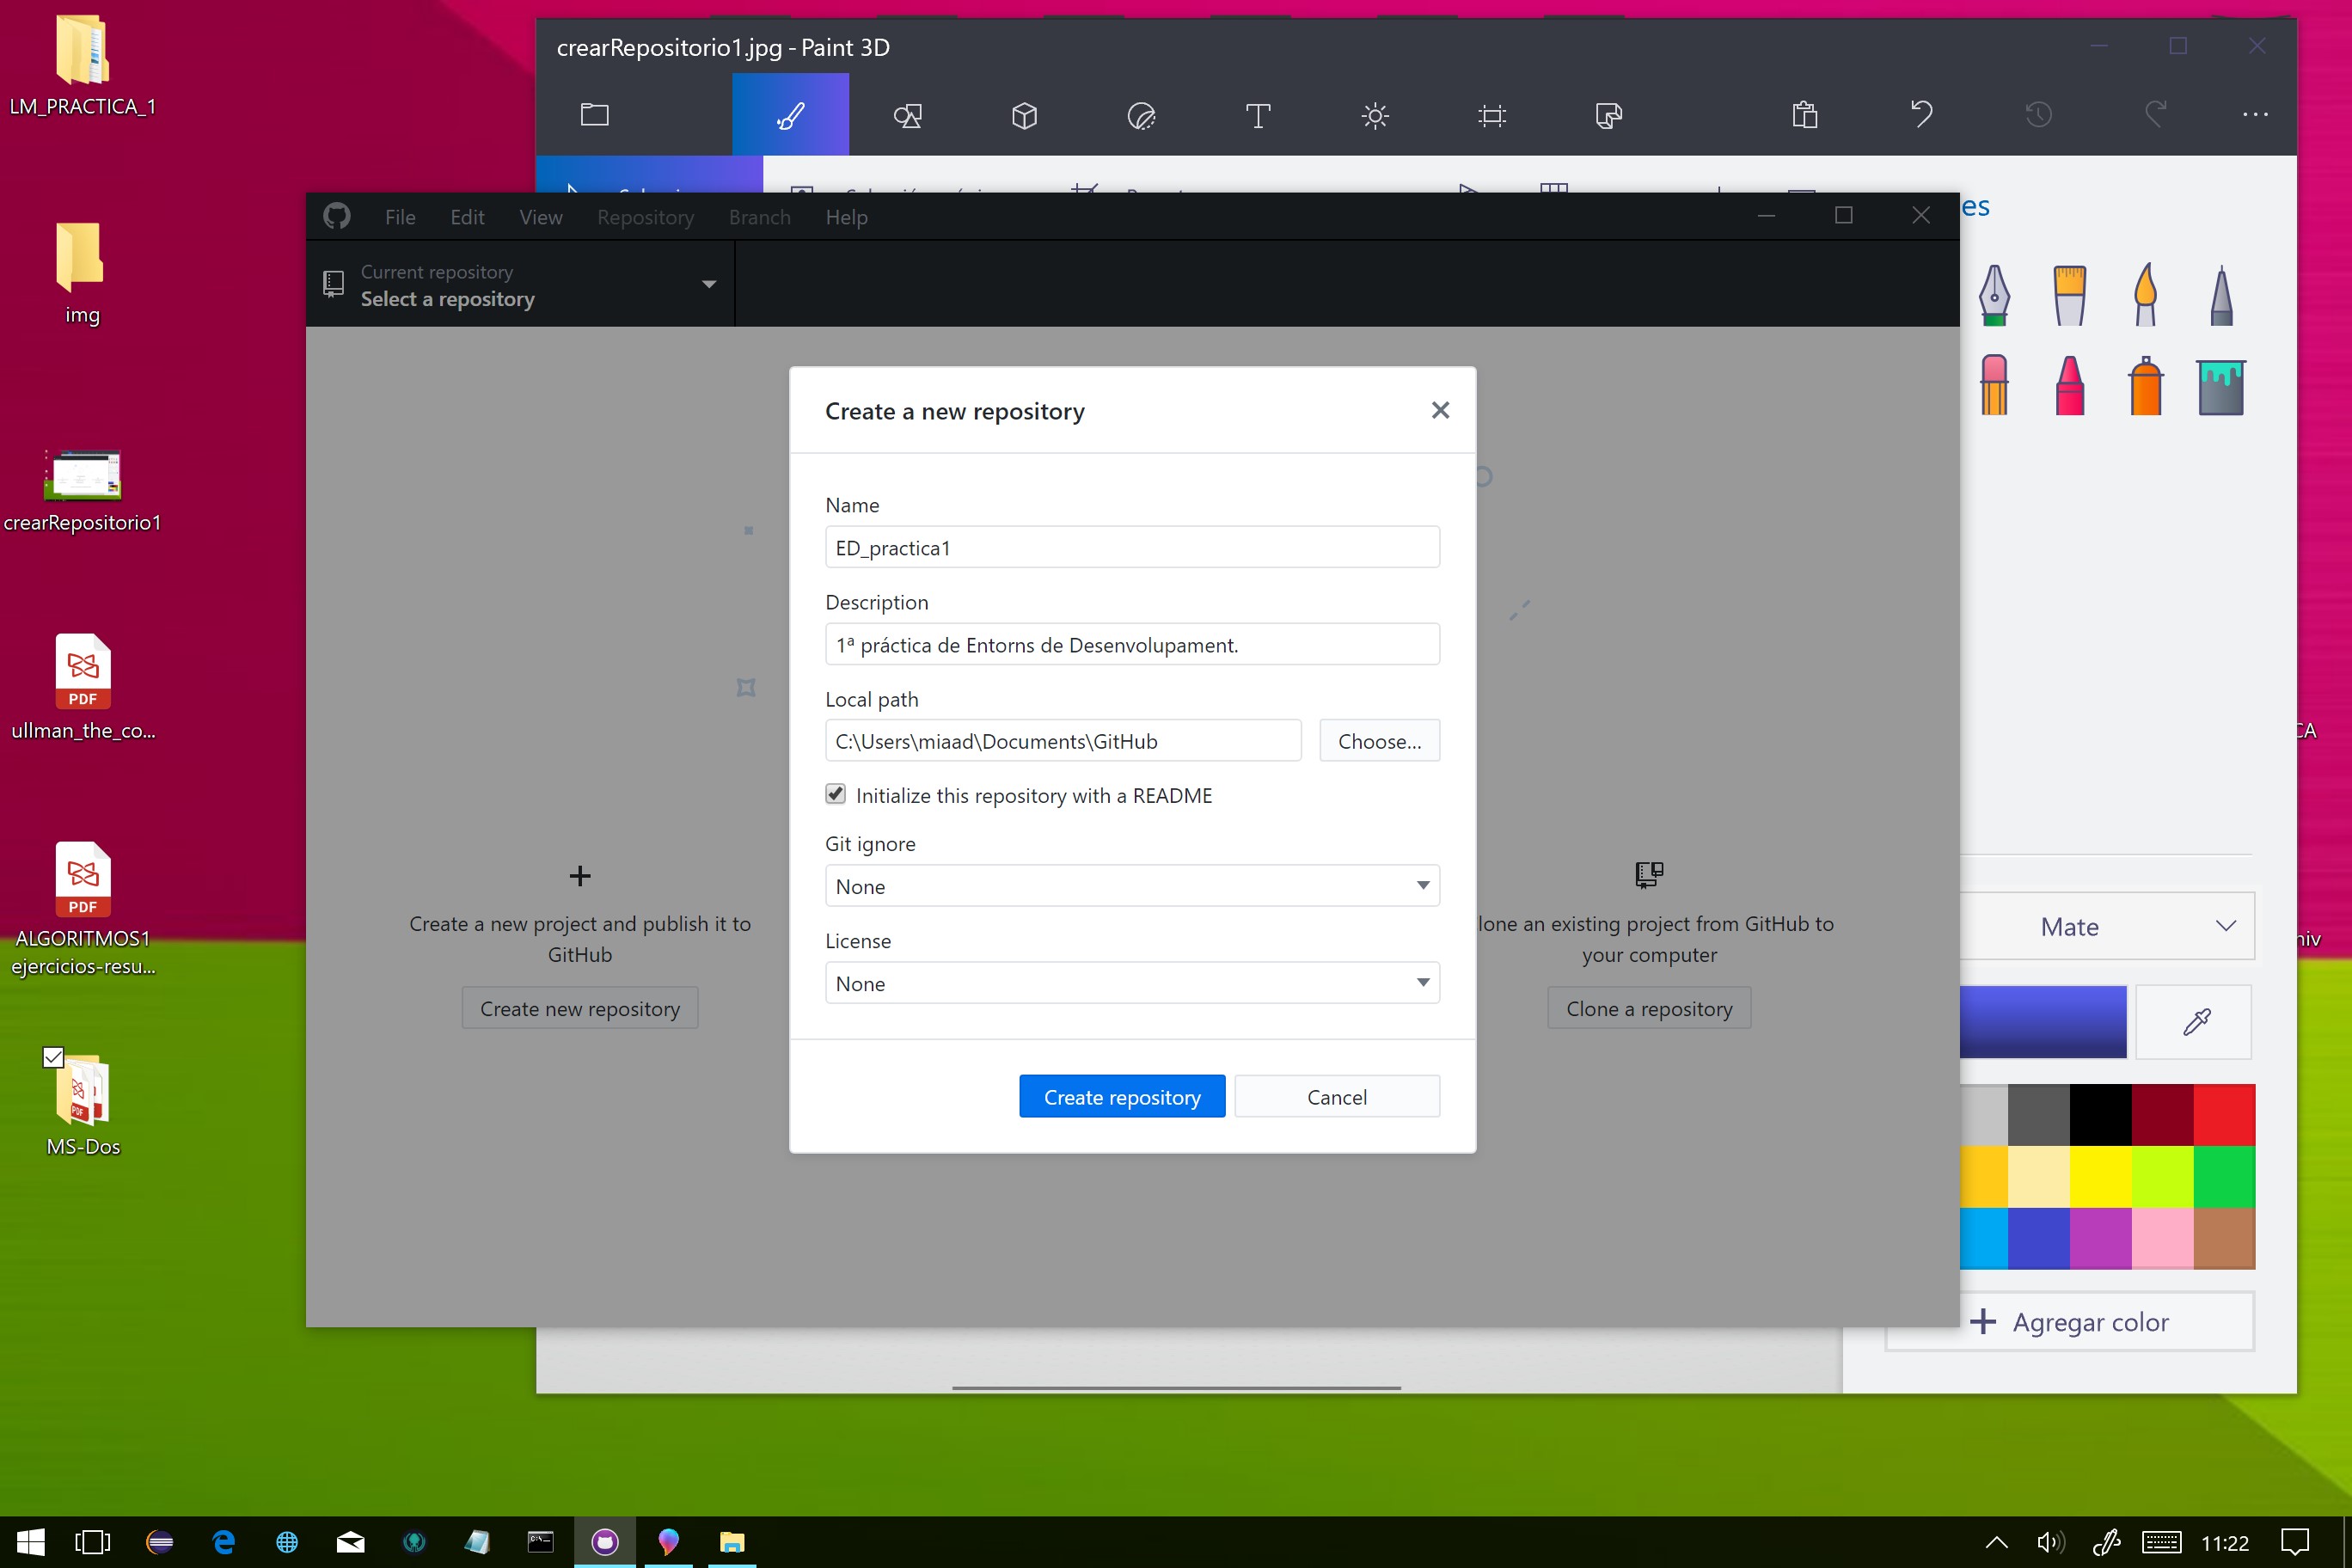 LM_PRACTICA_1
img
crearRepositorio1
ullman_the_co...
PDF
ALGORITMOS1
ejercicios-resu...
PDF
MS-Dos
PDF
crearRepositorio1.jpg - Paint 3D
es
File Edit View Repository Branch Help
Current repository
Select a repository
Create a new repository
Name
ED_practica1
Description
1ª práctica de Entorns de Desenvolupament.
Local path
C:\Users\miaad\Documents\GitHub
Choose...
Initialize this repository with a README
Git ignore
None
License
None
Create repository
Cancel
Create a new project and publish it to
GitHub
Create new repository
lone an existing project from GitHub to
your computer
Clone a repository
CA
Mate
niv
Agregar color
11:22